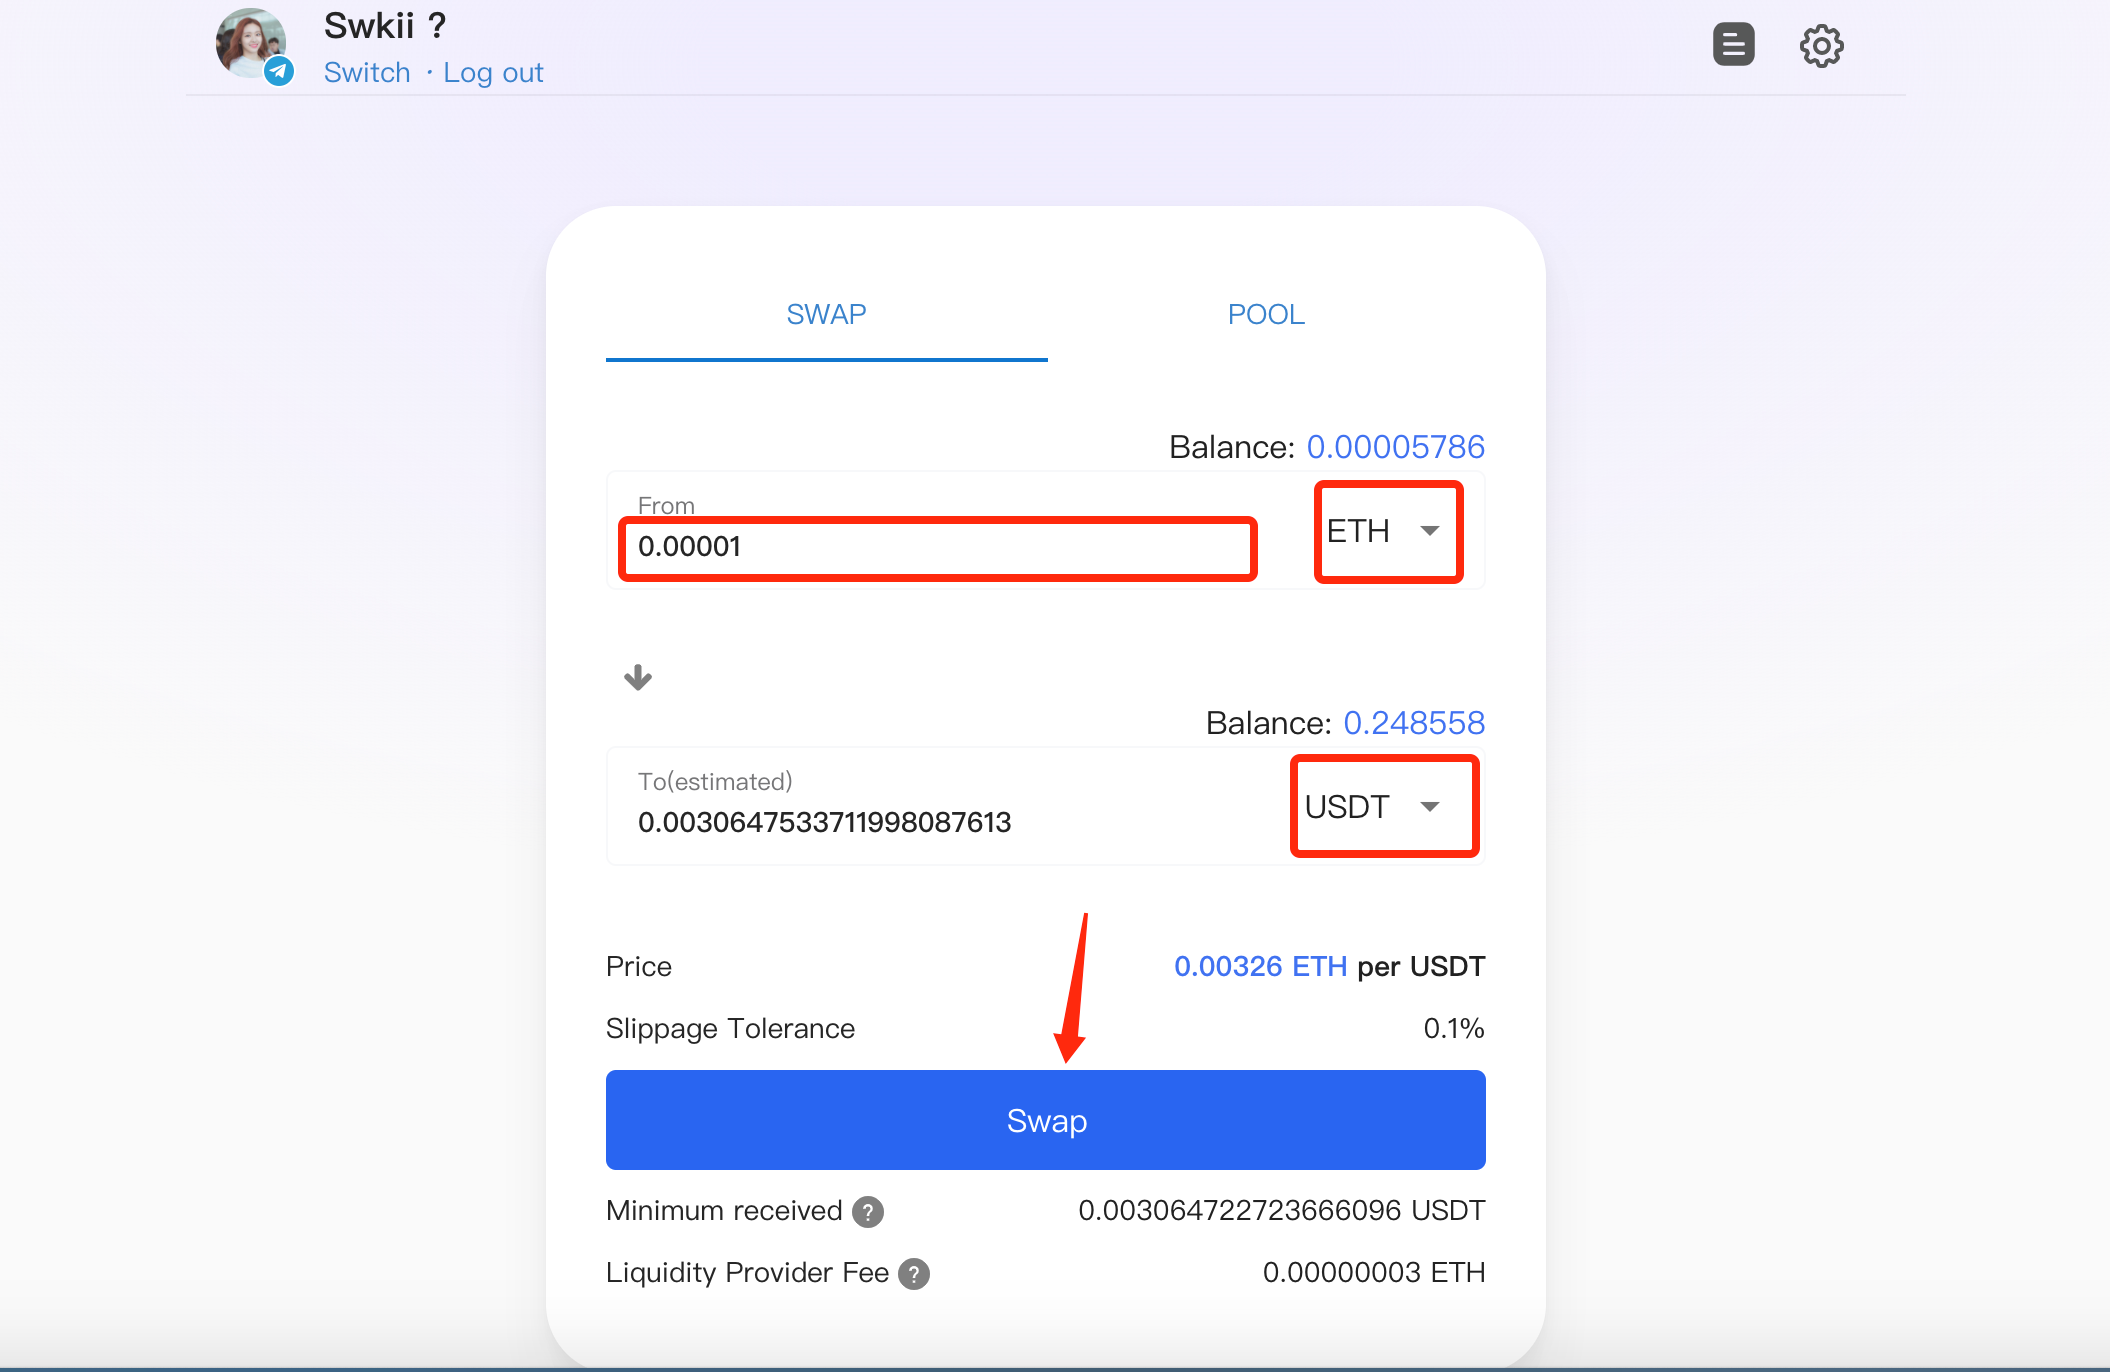 Swkii ?
Switch · Log out
SWAP
POOL
Balance: 0.00005786
From
0.00001
ETH
Balance: 0.248558
To(estimated)
0.0030647533711998087613
USDT
Price
0.00326 ETH per USDT
Slippage Tolerance
0.1%
Swap
Minimum received ?
0.003064722723666096 USDT
Liquidity Provider Fee ?
0.00000003 ETH